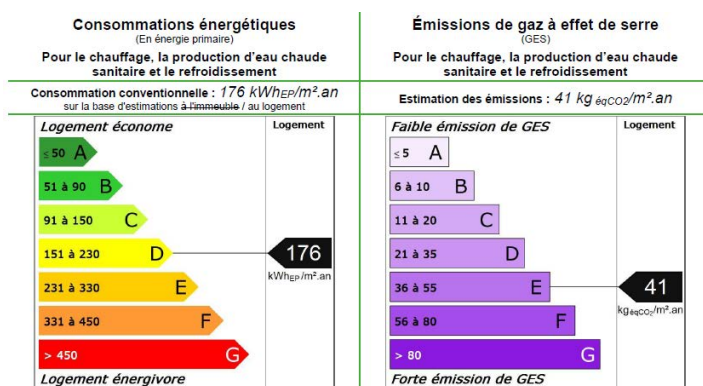 Consommations énergétiques
(En énergie primaire)
Pour le chauffage, la production d'eau chaude
sanitaire et le refroidissement
Consommation conventionnelle : 176 kWhEP/m².an
sur la base d'estimations à l'immeuble / au logement
Logement économe
Logement
≤ 50 A
51 à 90 B
91 à 150 C
151 à 230 D
176
kWhEP/m².an
231 à 330 E
331 à 450 F
> 450 G
Logement énergivore
Émissions de gaz à effet de serre
(GES)
Pour le chauffage, la production d'eau chaude
sanitaire et le refroidissement
Estimation des émissions : 41 kg éqCO2/m².an
Faible émission de GES
Logement
≤ 5 A
6 à 10 B
11 à 20 C
21 à 35 D
36 à 55 E
41
kgéqCO2/m².an
56 à 80 F
> 80 G
Forte émission de GES